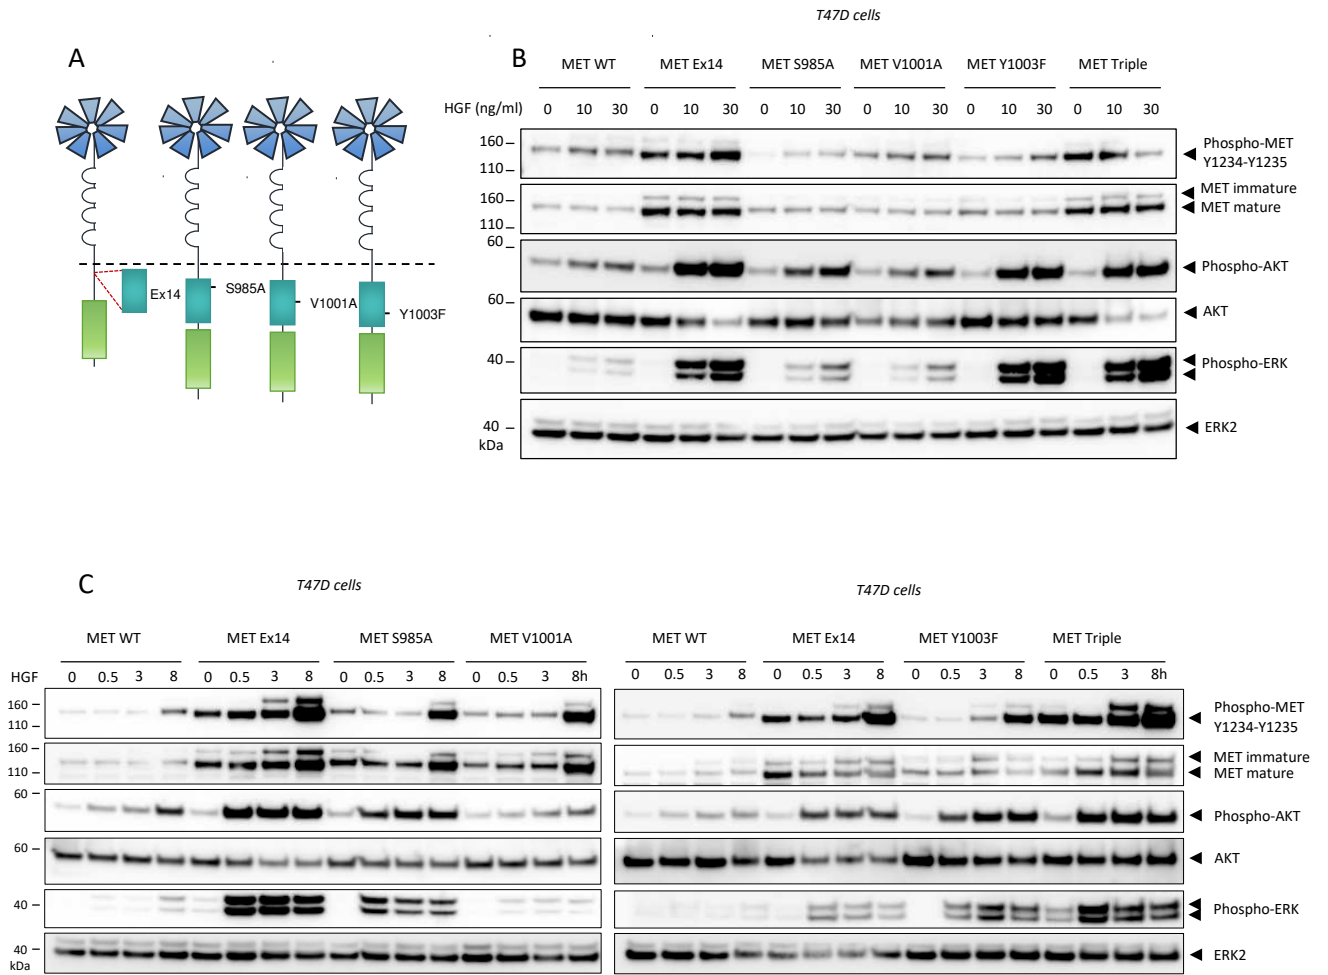 T47D cells
A
B
MET WT MET Ex14 MET S985A MET V1001A MET Y1003F MET Triple
HGF (ng/ml) 0 10 30 0 10 30 0 10 30 0 10 30 0 10 30 0 10 30
160
110
Phospho-MET
Y1234-Y1235
160
110
MET immature
MET mature
60
Phospho-AKT
60
AKT
40
Phospho-ERK
40
kDa
ERK2
Ex14
S985A
V1001A
Y1003F
C
T47D cells
MET WT MET Ex14 MET S985A MET V1001A
HGF 0 0.5 3 8 0 0.5 3 8 0 0.5 3 8 0 0.5 3 8h
160
110
160
110
60
60
40
40
kDa
T47D cells
MET WT MET Ex14 MET Y1003F MET Triple
0 0.5 3 8 0 0.5 3 8 0 0.5 3 8 0 0.5 3 8h
Phospho-MET
Y1234-Y1235
MET immature
MET mature
Phospho-AKT
AKT
Phospho-ERK
ERK2